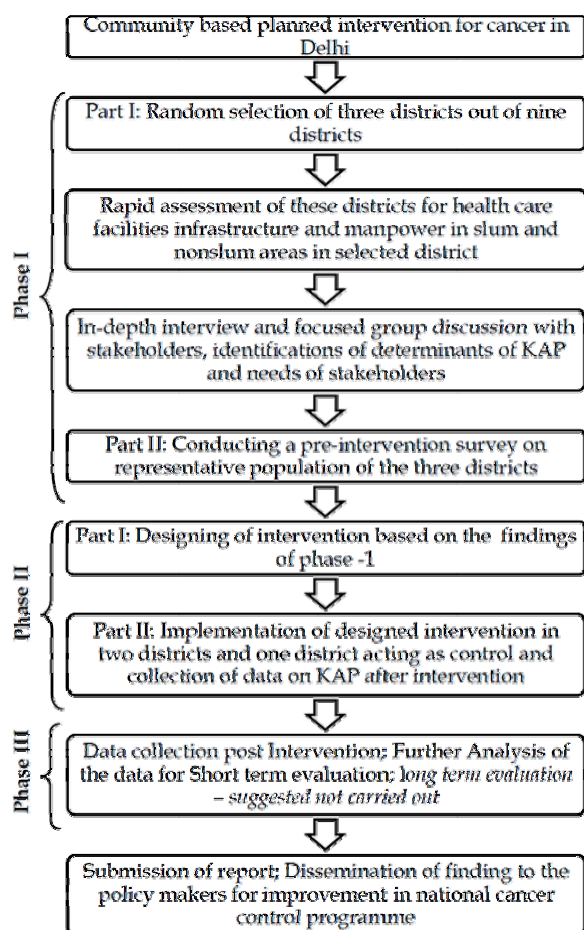 Community based planned intervention for cancer in
Delhi
Part I: Random selection of three districts out of nine
districts
Rapid assessment of these districts for health care
facilities infrastructure and manpower in slum and
nonslum areas in selected district
In-depth interview and focused group discussion with
stakeholders, identifications of determinants of KAP
and needs of stakeholders
Part II: Conducting a pre-intervention survey on
representative population of the three districts
Phase I
Part I: Designing of intervention based on the findings
of phase -1
Part II: Implementation of designed intervention in
two districts and one district acting as control and
collection of data on KAP after intervention
Phase II
Data collection post Intervention; Further Analysis of
the data for Short term evaluation; long term evaluation
– suggested not carried out
Phase III
Submission of report; Dissemination of finding to the
policy makers for improvement in national cancer
control programme